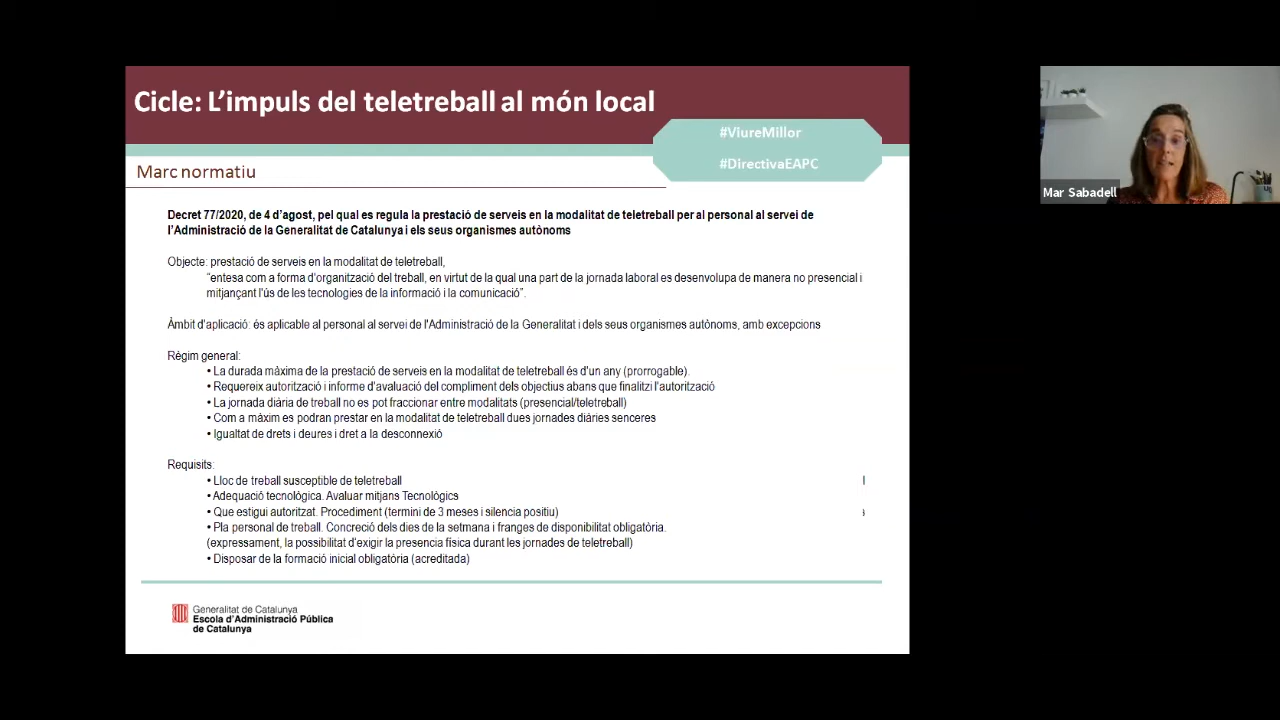 Cicle: L’impuls del teletreball al món local
#ViureMillor
#DirectivaEAPC
Marc normatiu
Decret 77/2020, de 4 d’agost, pel qual es regula la prestació de serveis en la modalitat de teletreball per al personal al servei de
l’Administració de la Generalitat de Catalunya i els seus organismes autònoms
Objecte: prestació de serveis en la modalitat de teletreball,
“entesa com a forma d’organització del treball, en virtut de la qual una part de la jornada laboral es desenvolupa de manera no presencial i
mitjançant l’ús de les tecnologies de la informació i la comunicació”.
Àmbit d’aplicació: és aplicable al personal al servei de l’Administració de la Generalitat i dels seus organismes autònoms, amb excepcions
Règim general:
• La durada màxima de la prestació de serveis en la modalitat de teletreball és d’un any (prorrogable).
• Requereix autorització i informe d’avaluació del compliment dels objectius abans que finalitzi l’autorització
• La jornada diària de treball no es pot fraccionar entre modalitats (presencial/teletreball)
• Com a màxim es podran prestar en la modalitat de teletreball dues jornades diàries senceres
• Igualtat de drets i deures i dret a la desconnexió
Requisits:
• Lloc de treball susceptible de teletreball
• Adequació tecnològica. Avaluar mitjans Tecnològics
• Que estigui autoritzat. Procediment (termini de 3 meses i silencia positiu)
• Pla personal de treball. Concreció dels dies de la setmana i franges de disponibilitat obligatòria.
(expressament, la possibilitat d’exigir la presencia física durant les jornades de teletreball)
• Disposar de la formació inicial obligatòria (acreditada)
Generalitat de Catalunya
Escola d’Administració Pública
de Catalunya
Mar Sabadell